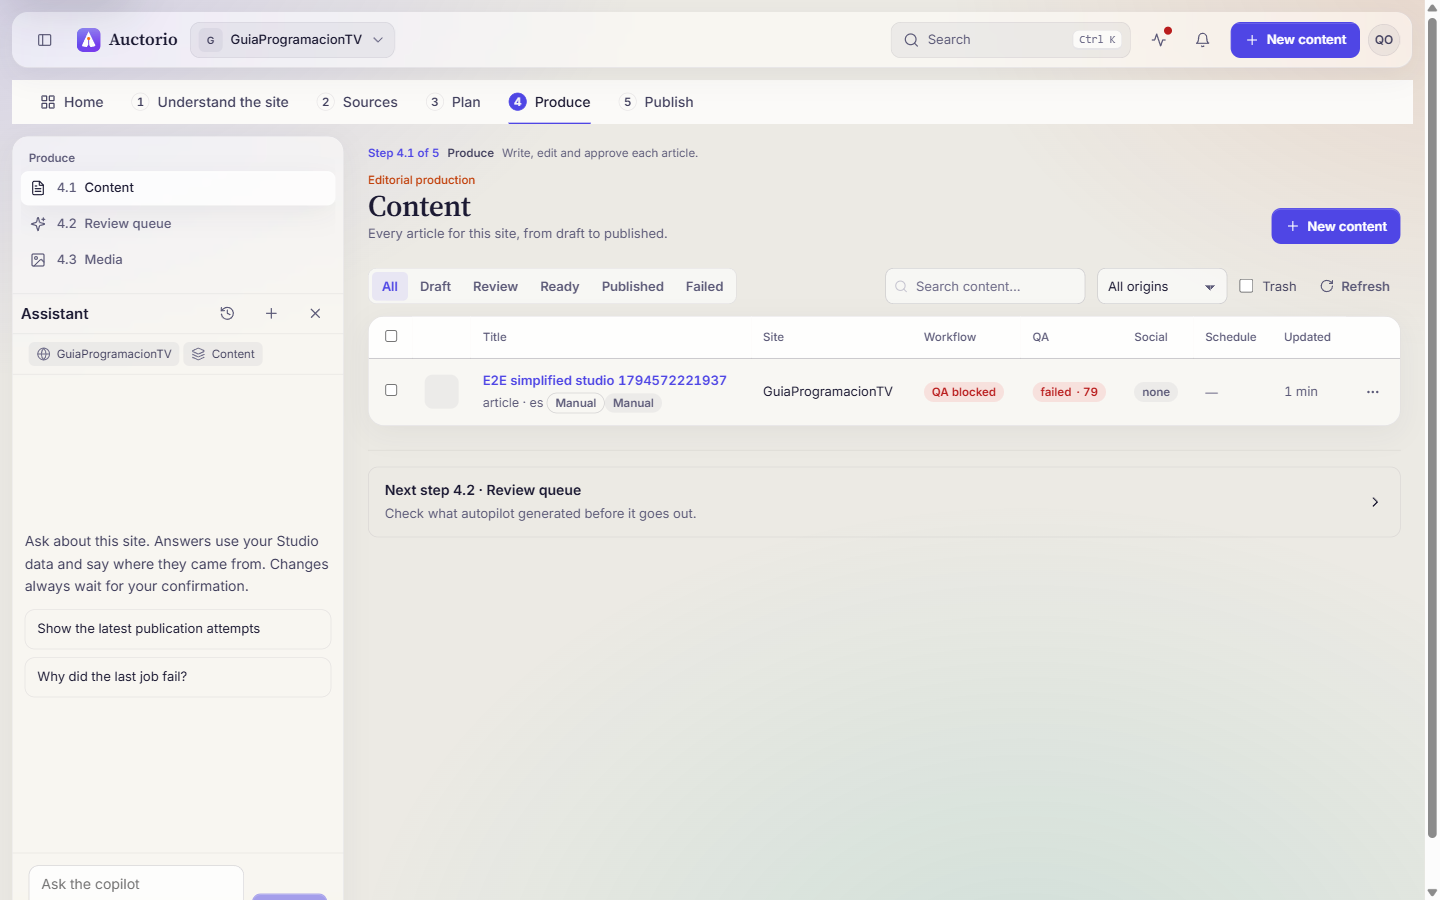 Auctorio
G GuiaProgramacionTV
Search Ctrl K
New content
QO
Home
1 Understand the site
2 Sources
3 Plan
4 Produce
5 Publish
Produce
4.1 Content
4.2 Review queue
4.3 Media
Assistant
GuiaProgramacionTV
Content
Ask about this site. Answers use your Studio
data and say where they came from. Changes
always wait for your confirmation.
Show the latest publication attempts
Why did the last job fail?
Ask the copilot
Step 4.1 of 5 Produce Write, edit and approve each article.
Editorial production
Content
Every article for this site, from draft to published.
New content
All Draft Review Ready Published Failed
Search content...
All origins
Trash
Refresh
Title Site Workflow QA Social Schedule Updated
E2E simplified studio 1794572221937
article · es Manual Manual
GuiaProgramacionTV
QA blocked
failed · 79
none
—
1 min
Next step 4.2 · Review queue
Check what autopilot generated before it goes out.